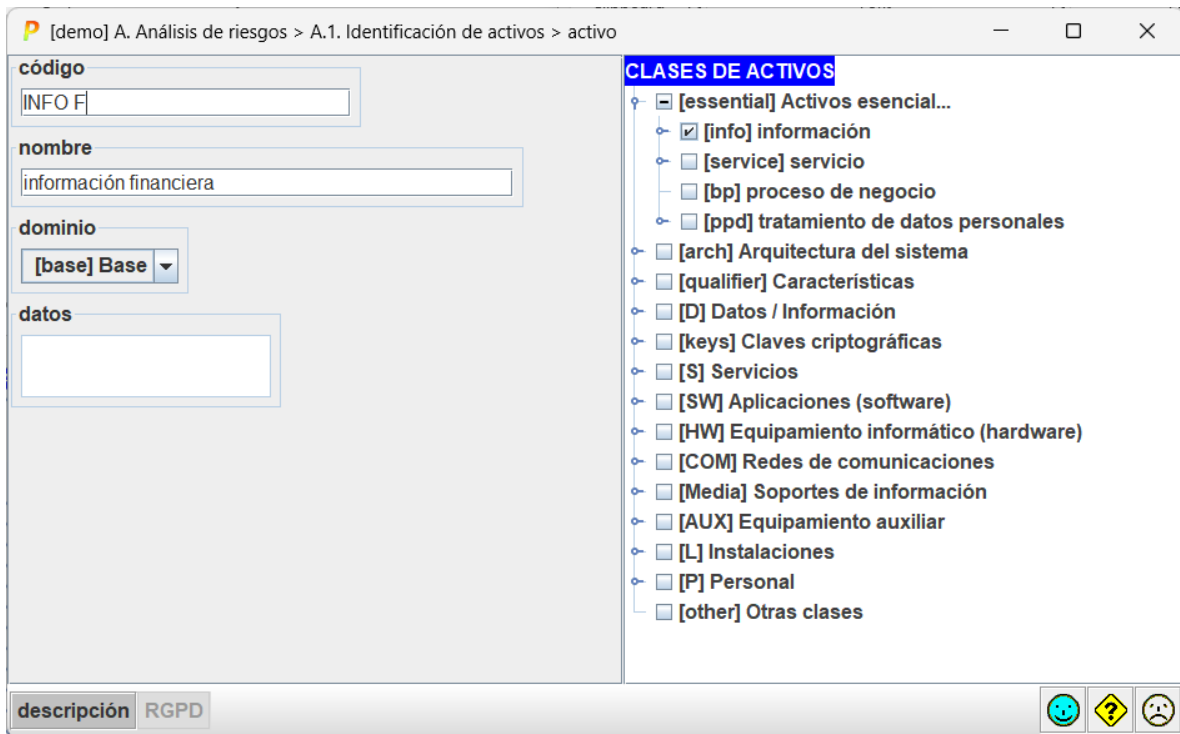 [demo] A. Análisis de riesgos > A.1. Identificación de activos > activo
código
INFO F
nombre
información financiera
dominio
[base] Base
datos
CLASES DE ACTIVOS
[essential] Activos esencial...
[info] información
[service] servicio
[bp] proceso de negocio
[ppd] tratamiento de datos personales
[arch] Arquitectura del sistema
[qualifier] Características
[D] Datos / Información
[keys] Claves criptográficas
[S] Servicios
[SW] Aplicaciones (software)
[HW] Equipamiento informático (hardware)
[COM] Redes de comunicaciones
[Media] Soportes de información
[AUX] Equipamiento auxiliar
[L] Instalaciones
[P] Personal
[other] Otras clases
descripción RGPD